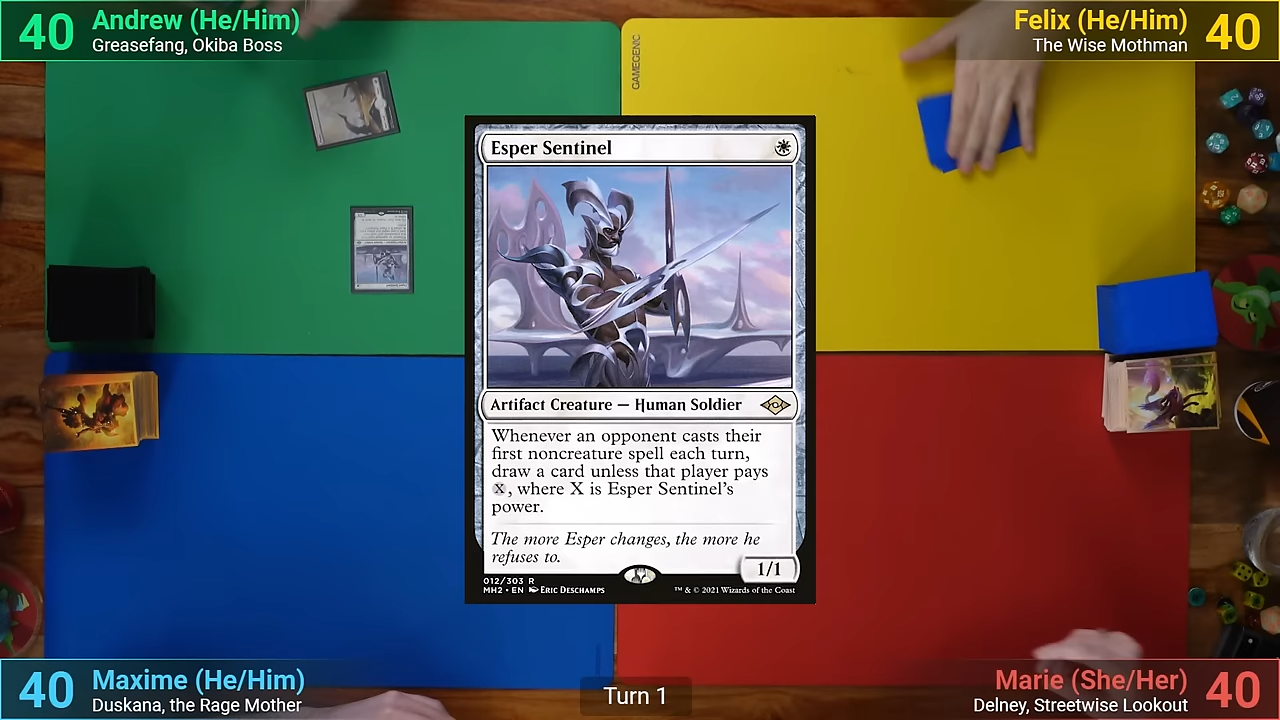 40
Andrew (He/Him)
Greasefang, Okiba Boss
Felix (He/Him)
The Wise Mothman
40
GAMEGENIC
Esper Sentinel
Artifact Creature — Human Soldier
Whenever an opponent casts their
first noncreature spell each turn,
draw a card unless that player pays
X, where X is Esper Sentinel's
power.
The more Esper changes, the more he
refuses to.
1/1
012/303 R
MH2 • EN Eric Deschamps
™ & © 2021 Wizards of the Coast
40
Maxime (He/Him)
Duskana, the Rage Mother
Turn 1
Marie (She/Her)
Delney, Streetwise Lookout
40